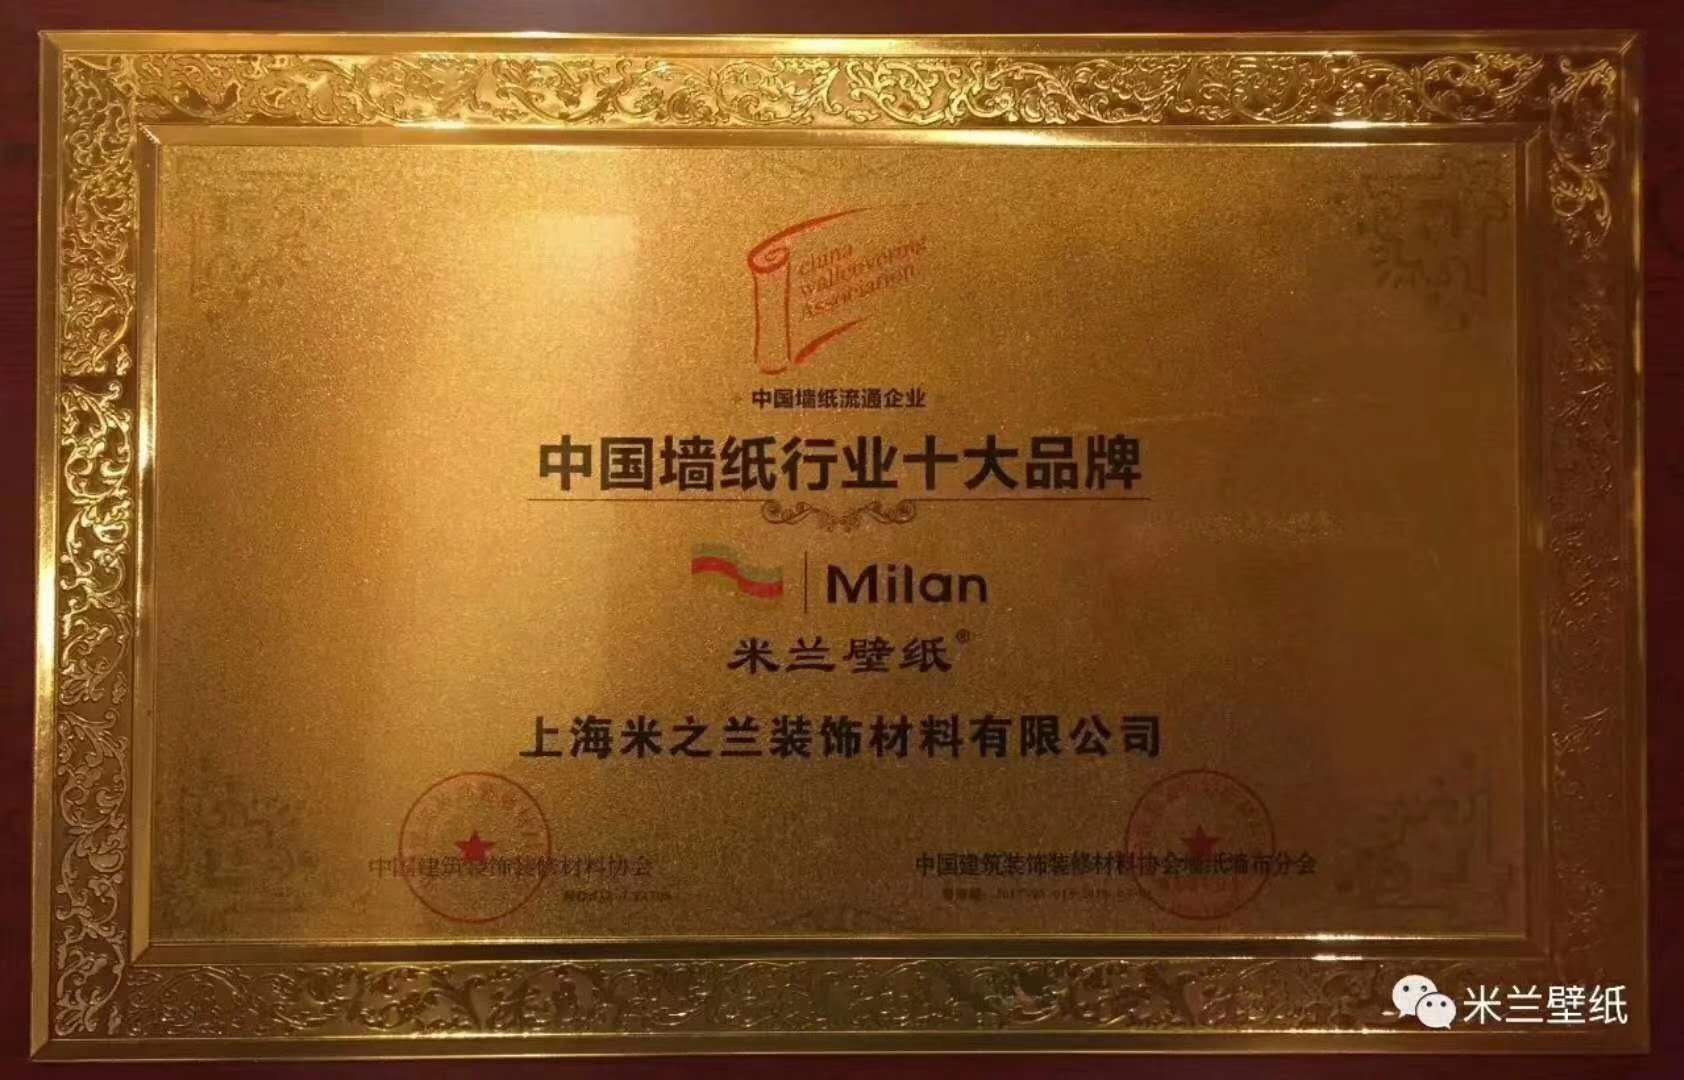 china
wallcovering
Association
中国墙纸流通企业
中国墙纸行业十大品牌
Milan
米兰壁纸®
上海米之兰装饰材料有限公司
中国建筑装饰装修材料协会
中国建筑装饰装修材料协会墙纸墙布分会
米兰壁纸